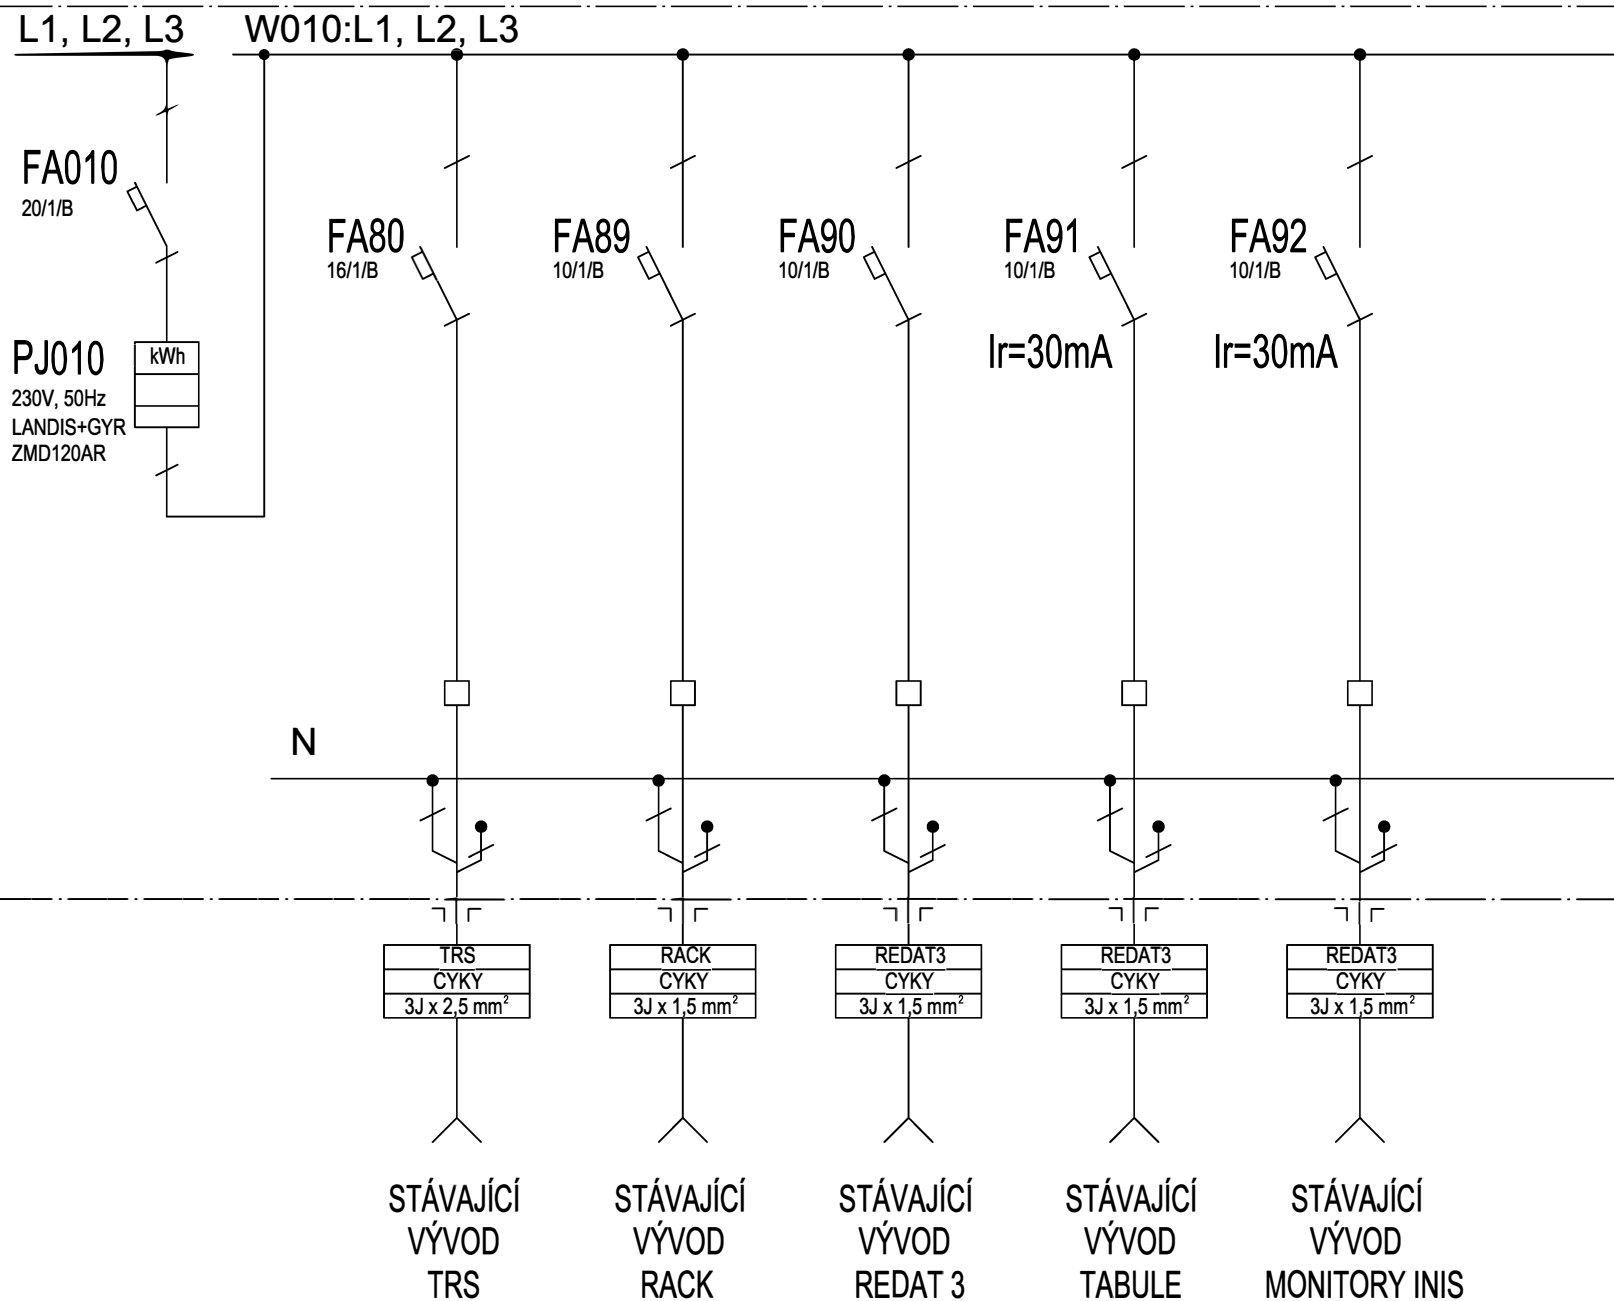 L1, L2, L3
W010:L1, L2, L3
FA010
20/1/B
FA80
16/1/B
FA89
10/1/B
FA90
10/1/B
FA91
10/1/B
Ir=30mA
FA92
10/1/B
Ir=30mA
PJ010
230V, 50Hz
LANDIS+GYR
ZMD120AR
kWh
N
TRS
CYKY
3J x 2,5 mm²
RACK
CYKY
3J x 1,5 mm²
REDAT3
CYKY
3J x 1,5 mm²
REDAT3
CYKY
3J x 1,5 mm²
REDAT3
CYKY
3J x 1,5 mm²
STÁVAJÍCÍ
VÝVOD
TRS
STÁVAJÍCÍ
VÝVOD
RACK
STÁVAJÍCÍ
VÝVOD
REDAT 3
STÁVAJÍCÍ
VÝVOD
TABULE
STÁVAJÍCÍ
VÝVOD
MONITORY INIS